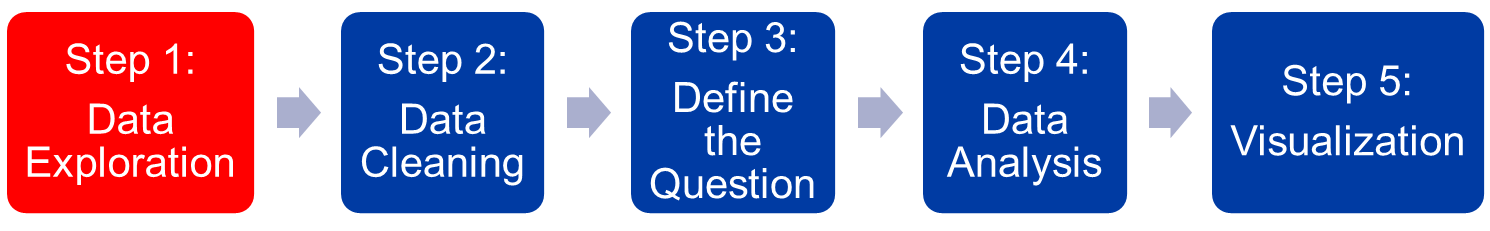 Step 1:
Data
Exploration
Step 2:
Data
Cleaning
Step 3:
Define
the
Question
Step 4:
Data
Analysis
Step 5:
Visualization